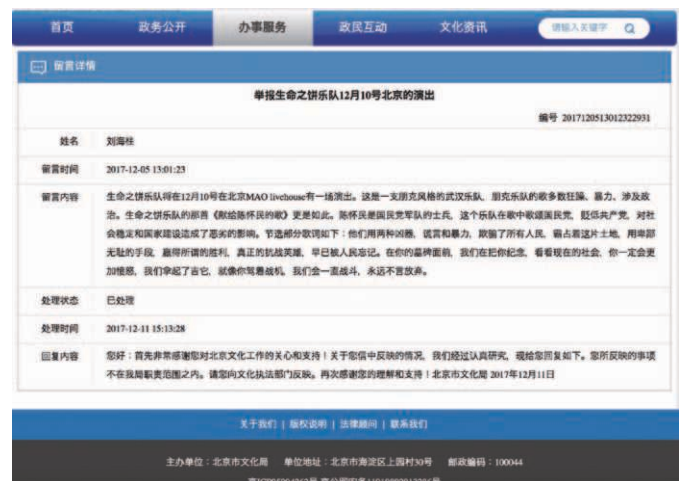 首页 政务公开 办事服务 政民互动 文化资讯 请输入关键字
留言详情
举报生命之饼乐队12月10号北京的演出
编号 2017120513012322931
姓名 刘海桂
留言时间 2017-12-05 13:01:23
留言内容 生命之饼乐队将在12月10号在北京MAO livehouse有一场演出。这是一支朋克风格的武汉乐队，朋克乐队的歌多数狂躁、暴力、涉及政
治。生命之饼乐队的那首《献给陈怀民的歌》更是如此。陈怀民是国民党军队的士兵，这个乐队在歌中歌颂国民党，贬低共产党，对社
会稳定和国家建设造成了恶劣的影响。节选部分歌词如下：他们用两种凶器，谎言和暴力，欺骗了所有人民，霸占着这片土地，用卑鄙
无耻的手段，赢得所谓的胜利，真正的抗战英雄，早已被人民忘记。在你的墓碑面前，我们在把你纪念，看看现在的社会，你一定会更
加愤怒，我们拿起了吉它，就像你驾着战机，我们会一直战斗，永远不言放弃。
处理状态 已处理
处理时间 2017-12-11 15:13:28
回复内容 您好：首先非常感谢您对北京文化工作的关心和支持！关于您信中反映的情况，我们经过认真研究，现给您回复如下。您所反映的事项
不在我局职责范围之内。请您向文化执法部门反映。再次感谢您的理解和支持！北京市文化局 2017年12月11日
关于我们 | 版权说明 | 法律顾问 | 联系我们
主办单位：北京市文化局 单位地址：北京市海淀区上园村30号 邮政编码：100044